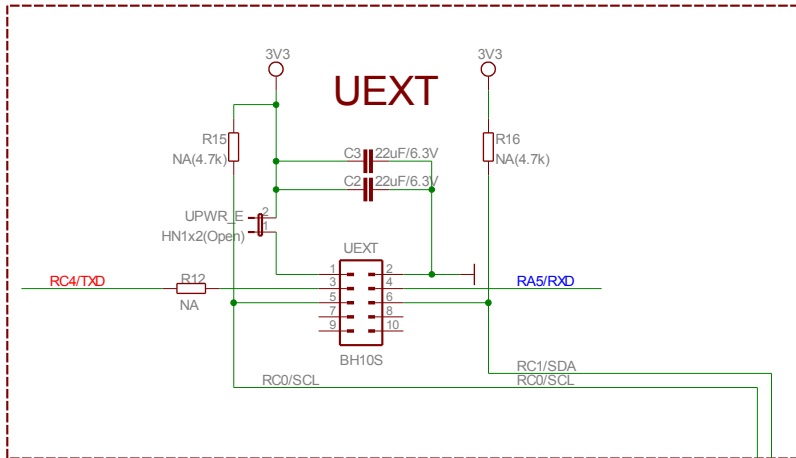 3V3
3V3
UEXT
R15
NA(4.7k)
C3
22uF/6.3V
R16
NA(4.7k)
C2
22uF/6.3V
UPWR_E
2
1
HN1x2(Open)
UEXT
RC4/TXD
R12
NA
1
2
3
4
RA5/RXD
5
6
7
8
9
10
BH10S
RC1/SDA
RC0/SCL
RC0/SCL